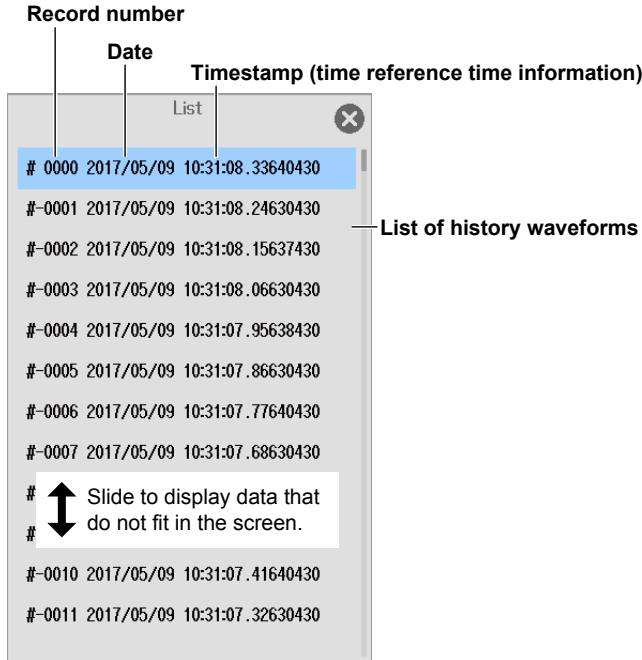 Record number
Date
Timestamp (time reference time information)
List
# 0000 2017/05/09 10:31:08.33640430
#-0001 2017/05/09 10:31:08.24630430
List of history waveforms
#-0002 2017/05/09 10:31:08.15637430
#-0003 2017/05/09 10:31:08.06630430
#-0004 2017/05/09 10:31:07.95638430
#-0005 2017/05/09 10:31:07.86630430
#-0006 2017/05/09 10:31:07.77640430
#-0007 2017/05/09 10:31:07.68630430
#
Slide to display data that
#
do not fit in the screen.
#-0010 2017/05/09 10:31:07.41640430
#-0011 2017/05/09 10:31:07.32630430